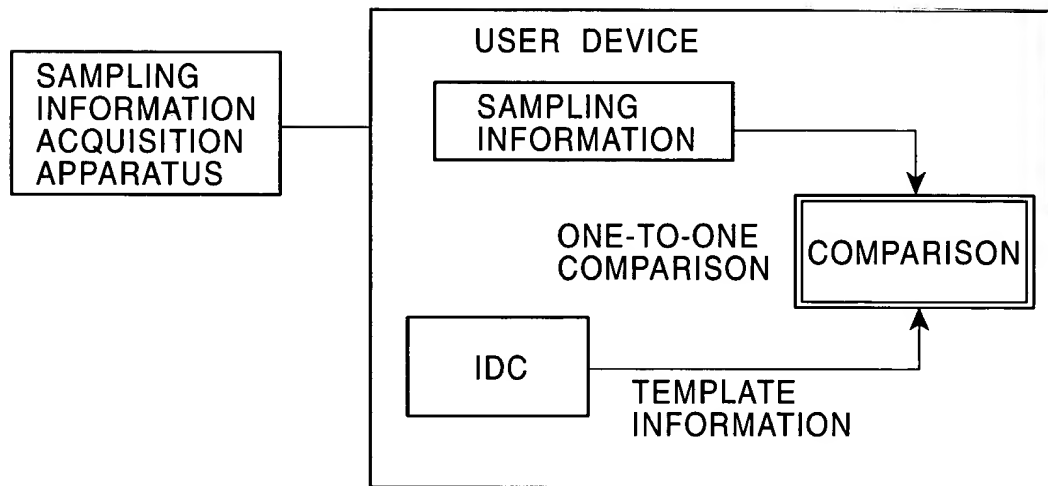 SAMPLING
INFORMATION
ACQUISITION
APPARATUS
USER DEVICE
SAMPLING
INFORMATION
ONE-TO-ONE
COMPARISON
COMPARISON
IDC
TEMPLATE
INFORMATION